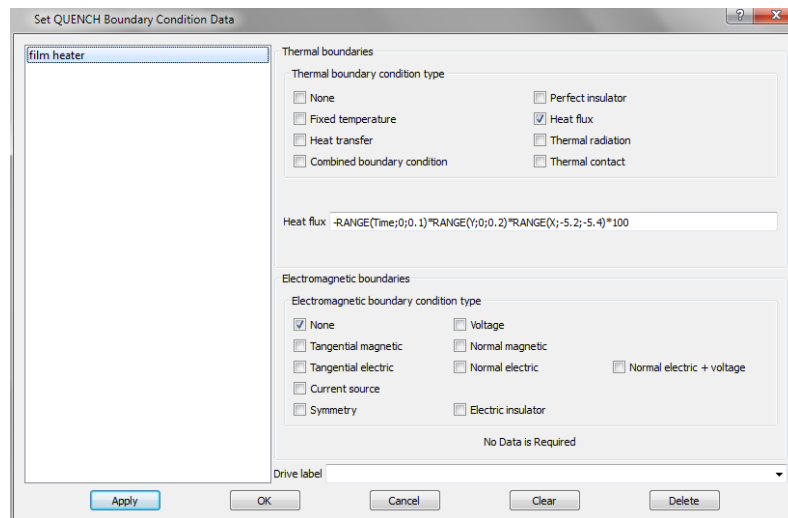 Set QUENCH Boundary Condition Data
film heater
Thermal boundaries
Thermal boundary condition type
None
Perfect insulator
Fixed temperature
Heat flux
Heat transfer
Thermal radiation
Combined boundary condition
Thermal contact
Heat flux -RANGE(Time;0;0.1)*RANGE(Y;0;0.2)*RANGE(X;-5.2;-5.4)*100
Electromagnetic boundaries
Electromagnetic boundary condition type
None
Voltage
Tangential magnetic
Normal magnetic
Tangential electric
Normal electric
Normal electric + voltage
Current source
Symmetry
Electric insulator
No Data is Required
Drive label
Apply
OK
Cancel
Clear
Delete